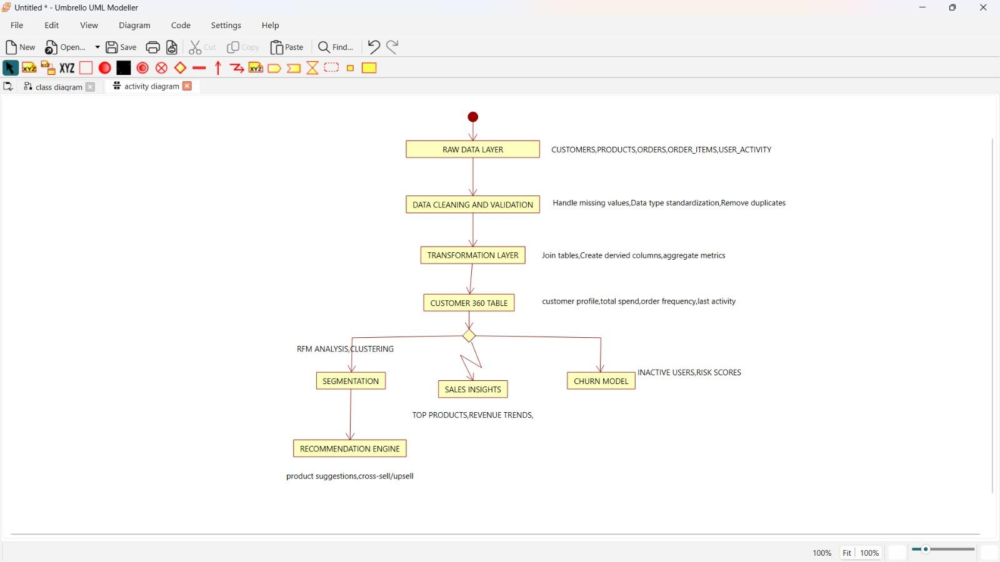 Untitled * - Umbrello UML Modeller
File Edit View Diagram Code Settings Help
New Open... Save Cut Copy Paste Find...
XYZ XYZ XYZ XYZ
class diagram activity diagram
RAW DATA LAYER CUSTOMERS,PRODUCTS,ORDERS,ORDER_ITEMS,USER_ACTIVITY
DATA CLEANING AND VALIDATION Handle missing values,Data type standardization,Remove duplicates
TRANSFORMATION LAYER Join tables,Create dervied columns,aggregate metrics
CUSTOMER 360 TABLE customer profile,total spend,order frequency,last activity
RFM ANALYSIS,CLUSTERING
INACTIVE USERS,RISK SCORES
SEGMENTATION SALES INSIGHTS CHURN MODEL
TOP PRODUCTS,REVENUE TRENDS,
RECOMMENDATION ENGINE
product suggestions,cross-sell/upsell
100% Fit 100%